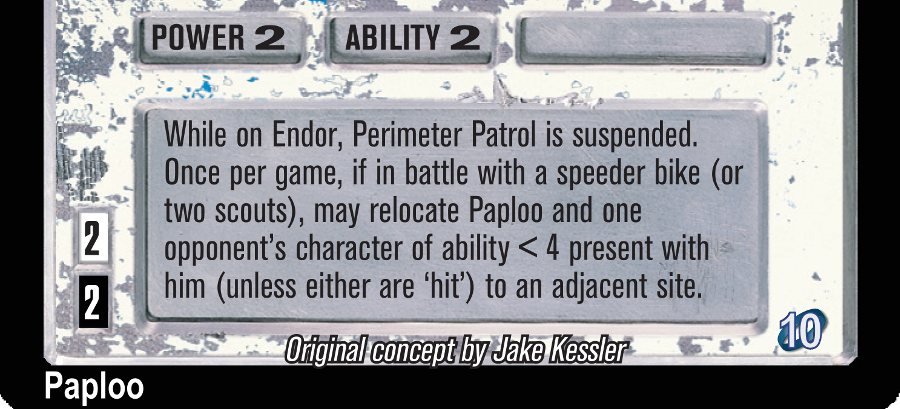 POWER 2 ABILITY 2
While on Endor, Perimeter Patrol is suspended.
Once per game, if in battle with a speeder bike (or
two scouts), may relocate Paploo and one
opponent's character of ability < 4 present with
him (unless either are ‘hit’) to an adjacent site.
2
2
10
Original concept by Jake Kessler
Paploo